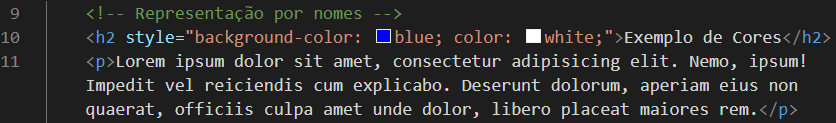 9 <!-- Representação por nomes -->
10 <h2 style="background-color: blue; color: white;">Exemplo de Cores</h2>
11 <p>Lorem ipsum dolor sit amet, consectetur adipisicing elit. Nemo, ipsum!
Impedit vel reiciendis cum explicabo. Deserunt dolorum, aperiam eius non
quaerat, officiis culpa amet unde dolor, libero placeat maiores rem.</p>